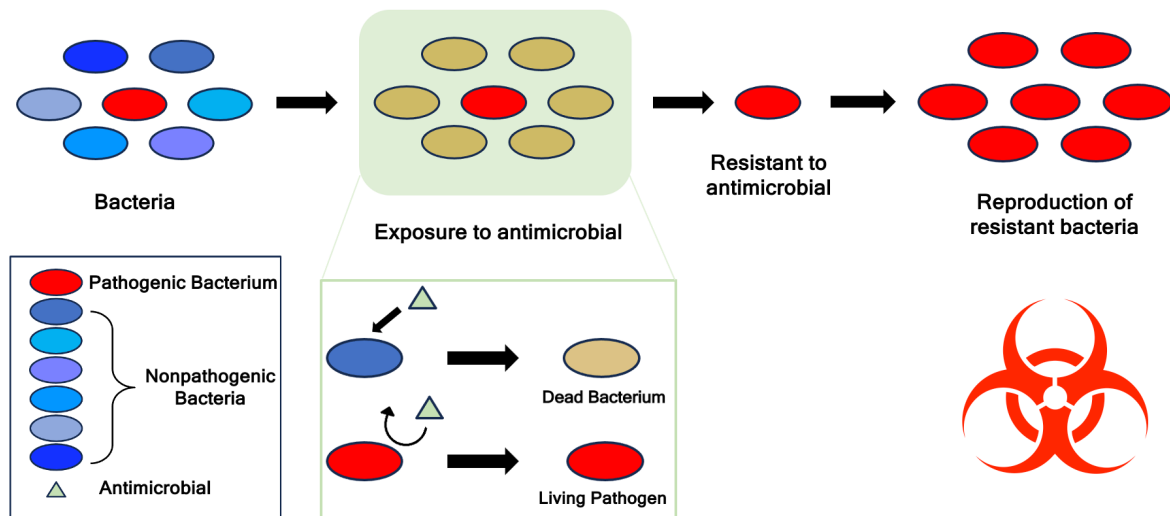 Bacteria
Exposure to antimicrobial
Resistant to
antimicrobial
Reproduction of
resistant bacteria
Pathogenic Bacterium
Nonpathogenic
Bacteria
Antimicrobial
Dead Bacterium
Living Pathogen